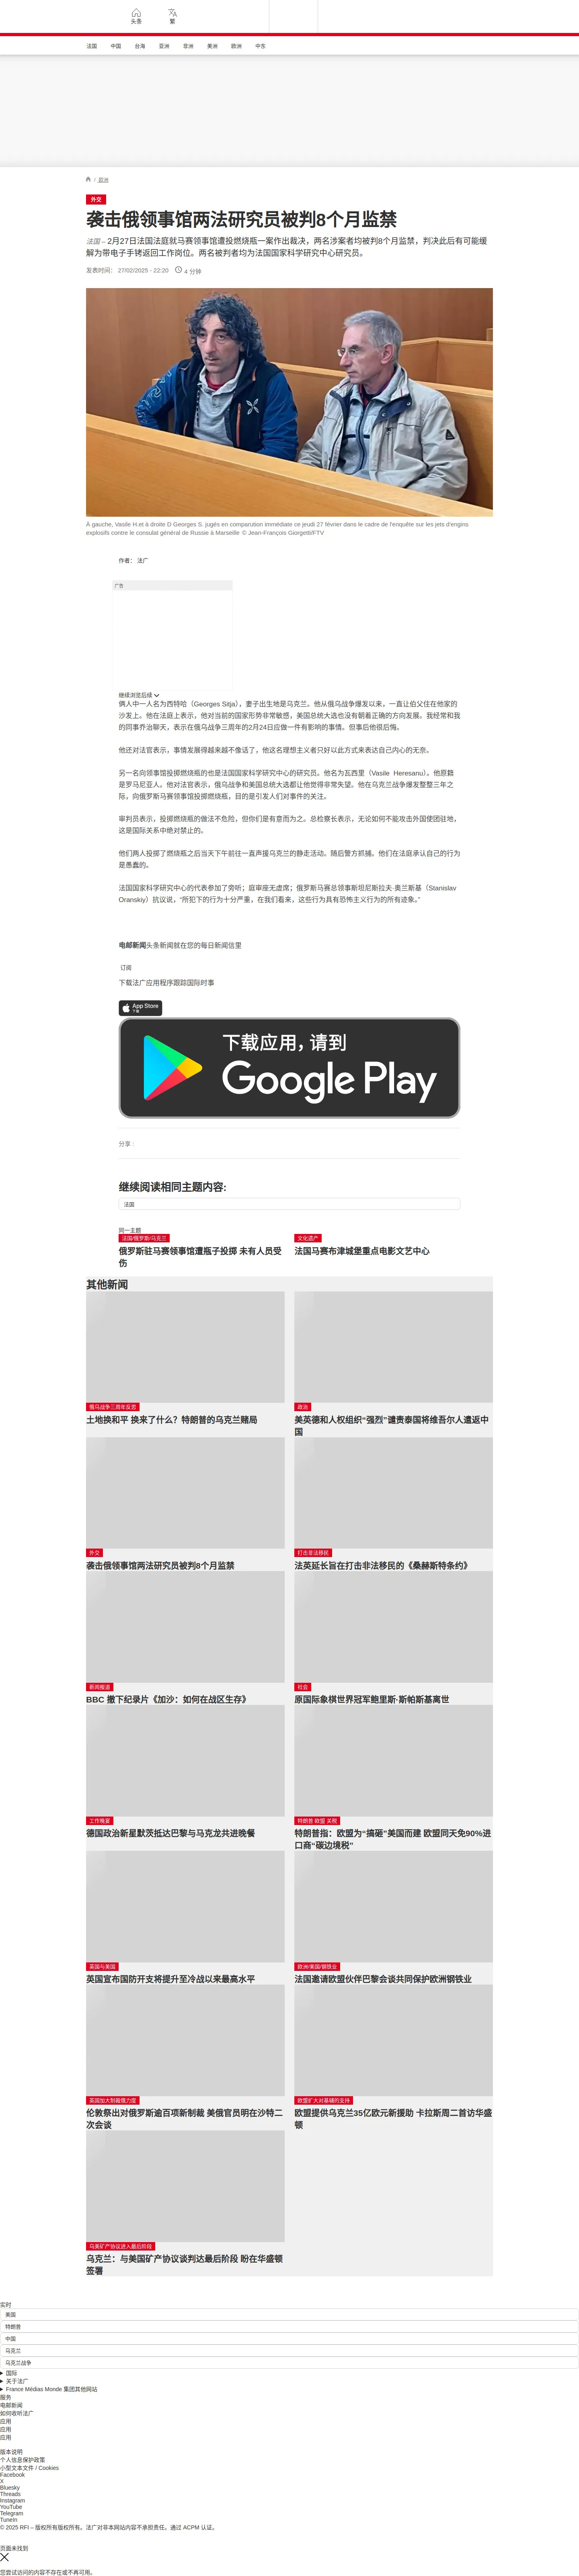 头条
繁
法国
中国
台海
亚洲
非洲
美洲
欧洲
中东
/ 欧洲
外交
袭击俄领事馆两法研究员被判8个月监禁
法国 – 2月27日法国法庭就马赛领事馆遭投燃烧瓶一案作出裁决，两名涉案者均被判8个月监禁，判决此后有可能缓
解为带电子手铐返回工作岗位。两名被判者均为法国国家科学研究中心研究员。
发表时间： 27/02/2025 - 22:20
4 分钟
À gauche, Vasile H.et à droite D Georges S. jugés en comparution immédiate ce jeudi 27 février dans le cadre de l'enquête sur les jets d'engins
explosifs contre le consulat général de Russie à Marseille © Jean-François Giorgetti/FTV
作者： 法广
广告
继续浏览后续
俩人中一人名为西特哈（Georges Sitja），妻子出生地是乌克兰。他从俄乌战争爆发以来，一直让伯父住在他家的
沙发上。他在法庭上表示，他对当前的国家形势非常敏感，美国总统大选也没有朝着正确的方向发展。我经常和我
的同事乔治聊天，表示在俄乌战争三周年的2月24日应做一件有影响的事情。但事后他很后悔。
他还对法官表示，事情发展得越来越不像话了，他这名理想主义者只好以此方式来表达自己内心的无奈。
另一名向领事馆投掷燃烧瓶的也是法国国家科学研究中心的研究员。他名为瓦西里（Vasile Heresanu）。他原籍
是罗马尼亚人。他对法官表示，俄乌战争和美国总统大选都让他觉得非常失望。他在乌克兰战争爆发整整三年之
际，向俄罗斯马赛领事馆投掷燃烧瓶，目的是引发人们对事件的关注。
审判员表示，投掷燃烧瓶的做法不危险，但你们是有意而为之。总检察长表示，无论如何不能攻击外国使团驻地，
这是国际关系中绝对禁止的。
他们两人投掷了燃烧瓶之后当天下午前往一直声援乌克兰的静走活动。随后警方抓捕。他们在法庭承认自己的行为
是愚蠢的。
法国国家科学研究中心的代表参加了旁听；庭审座无虚席；俄罗斯马赛总领事斯坦尼斯拉夫·奥兰斯基（Stanislav
Oranskiy）抗议说，“所犯下的行为十分严重，在我们看来，这些行为具有恐怖主义行为的所有迹象。”
电邮新闻头条新闻就在您的每日新闻信里
订阅
下载法广应用程序跟踪国际时事
App Store
下载应用，请到
Google Play
分享 :
继续阅读相同主题内容:
法国
同一主题
法国/俄罗斯/乌克兰
俄罗斯驻马赛领事馆遭瓶子投掷 未有人员受
伤
文化遗产
法国马赛布津城堡重点电影文艺中心
其他新闻
俄乌战争三周年反思
土地换和平 换来了什么？特朗普的乌克兰赌局
政治
美英德和人权组织“强烈”谴责泰国将维吾尔人遣返中
国
外交
袭击俄领事馆两法研究员被判8个月监禁
打击非法移民
法英延长旨在打击非法移民的《桑赫斯特条约》
新闻报道
BBC 撤下纪录片《加沙：如何在战区生存》
社会
原国际象棋世界冠军鲍里斯·斯帕斯基离世
工作晚宴
德国政治新星默茨抵达巴黎与马克龙共进晚餐
特朗普 欧盟 关税
特朗普指：欧盟为“搞砸”美国而建 欧盟同天免90%进
口商“碳边境税”
英国与美国
英国宣布国防开支将提升至冷战以来最高水平
欧洲/美国/钢铁业
法国邀请欧盟伙伴巴黎会谈共同保护欧洲钢铁业
英国加大制裁俄力度
伦敦祭出对俄罗斯逾百项新制裁 美俄官员明在沙特二
次会谈
欧盟扩大对基辅的支持
欧盟提供乌克兰35亿欧元新援助 卡拉斯周二首访华盛
顿
乌美矿产协议进入最后阶段
乌克兰：与美国矿产协议谈判达最后阶段 盼在华盛顿
签署
实时
美国
特朗普
中国
乌克兰
乌克兰战争
国际
关于法广
France Médias Monde 集团其他网站
服务
电邮新闻
如何收听法广
应用
应用
应用
版本说明
个人信息保护政策
小型文本文件 / Cookies
Facebook
X
Bluesky
Threads
Instagram
YouTube
Telegram
TuneIn
© 2025 RFI – 版权所有版权所有。法广对非本网站内容不承担责任。通过 ACPM 认证。
页面未找到
您尝试访问的内容不存在或不再可用。